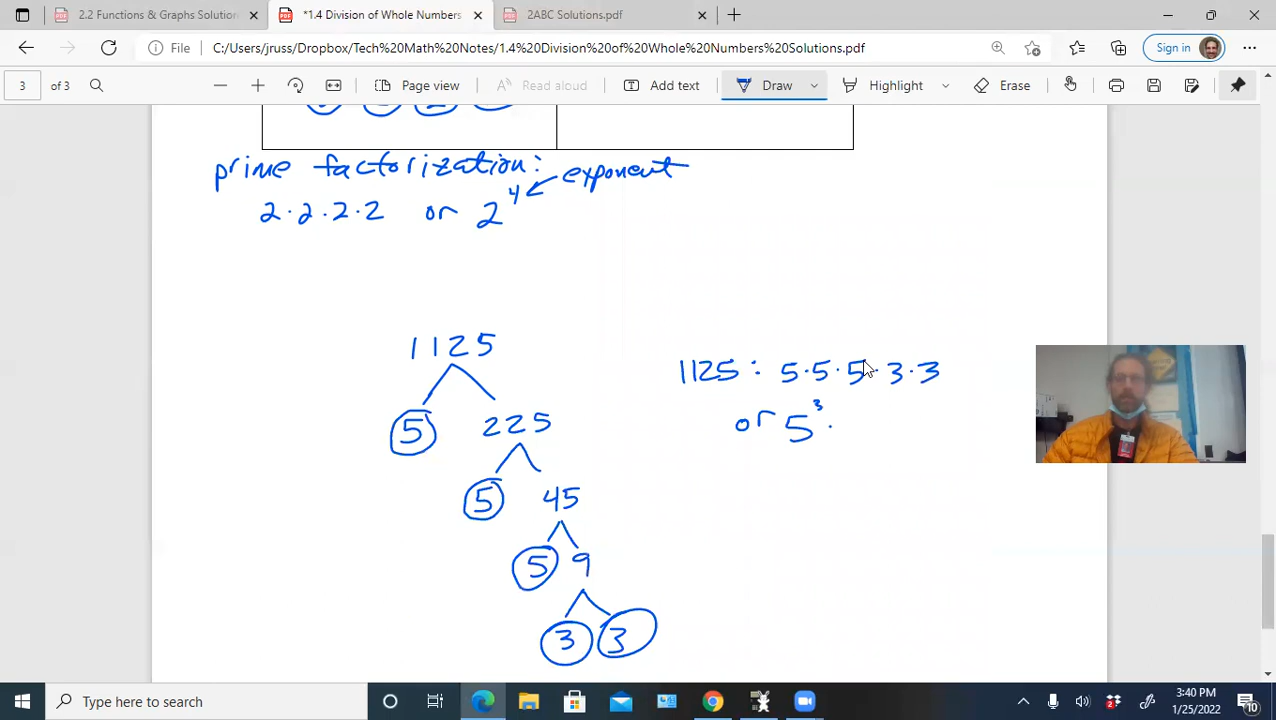 2.2 Functions & Graphs Solution
*1.4 Division of Whole Numbers
2ABC Solutions.pdf
File C:/Users/jruss/Dropbox/Tech%20Math%20Notes/1.4%20Division%20of%20Whole%20Numbers%20Solutions.pdf
Sign in
3 of 3
Page view
Read aloud
Add text
Draw
Highlight
Erase
prime factorization:
exponent
2·2·2·2 or 2⁴
1125
1125 : 5·5·5·3·3
or 5³·
5 225
5 45
5 9
3 3
Type here to search
3:40 PM
1/25/2022
10
2